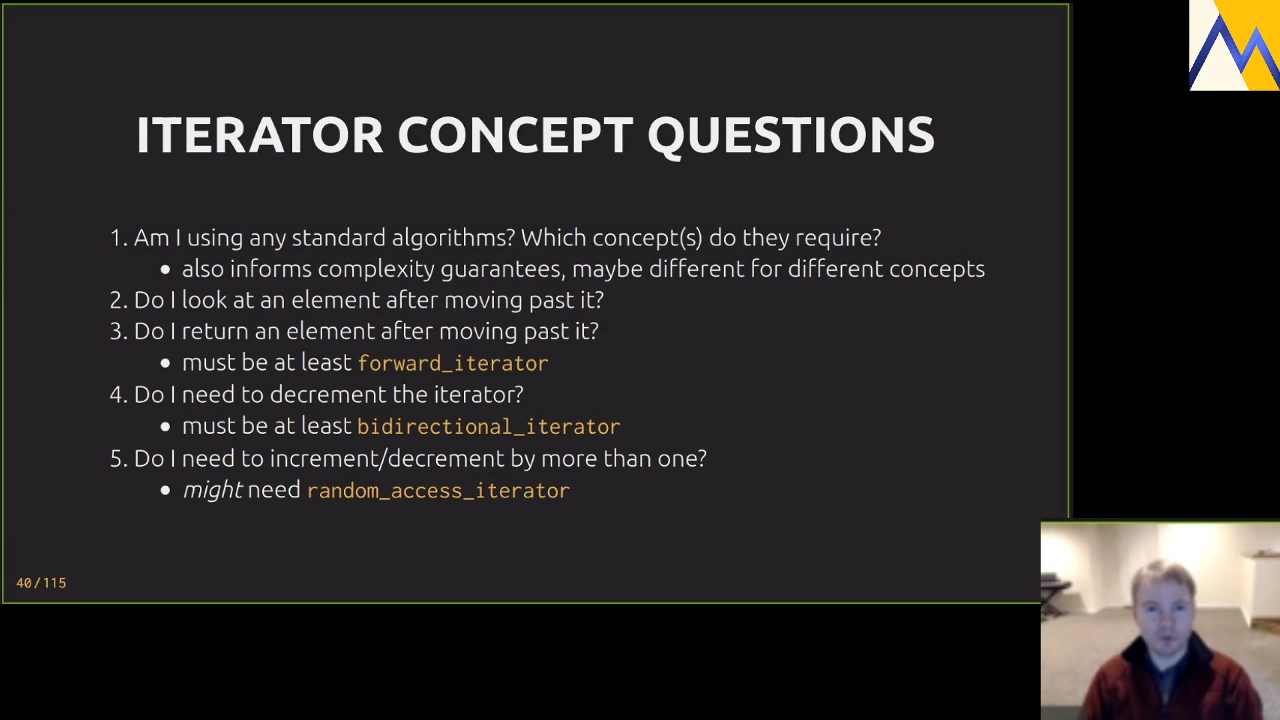 ITERATOR CONCEPT QUESTIONS
1. Am I using any standard algorithms? Which concept(s) do they require?
• also informs complexity guarantees, maybe different for different concepts
2. Do I look at an element after moving past it?
3. Do I return an element after moving past it?
• must be at least forward_iterator
4. Do I need to decrement the iterator?
• must be at least bidirectional_iterator
5. Do I need to increment/decrement by more than one?
• might need random_access_iterator
40/115